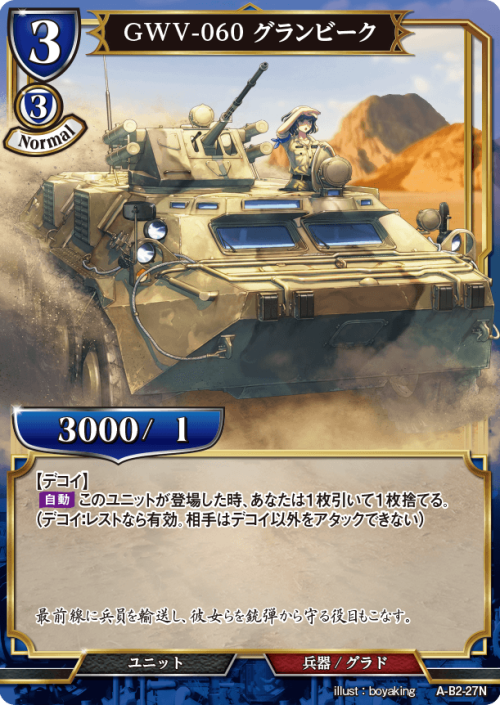 3
GWV-060 グランビーク
3
Normal
3000/ 1
【デコイ】
自動 このユニットが登場した時、あなたは1枚引いて1枚捨てる。
(デコイ:レストなら有効。相手はデコイ以外をアタックできない)
最前線に兵員を輸送し、彼女らを銃弾から守る役目もこなす。
ユニット
兵器 / グラド
illust : boyaking
A-B2-27N